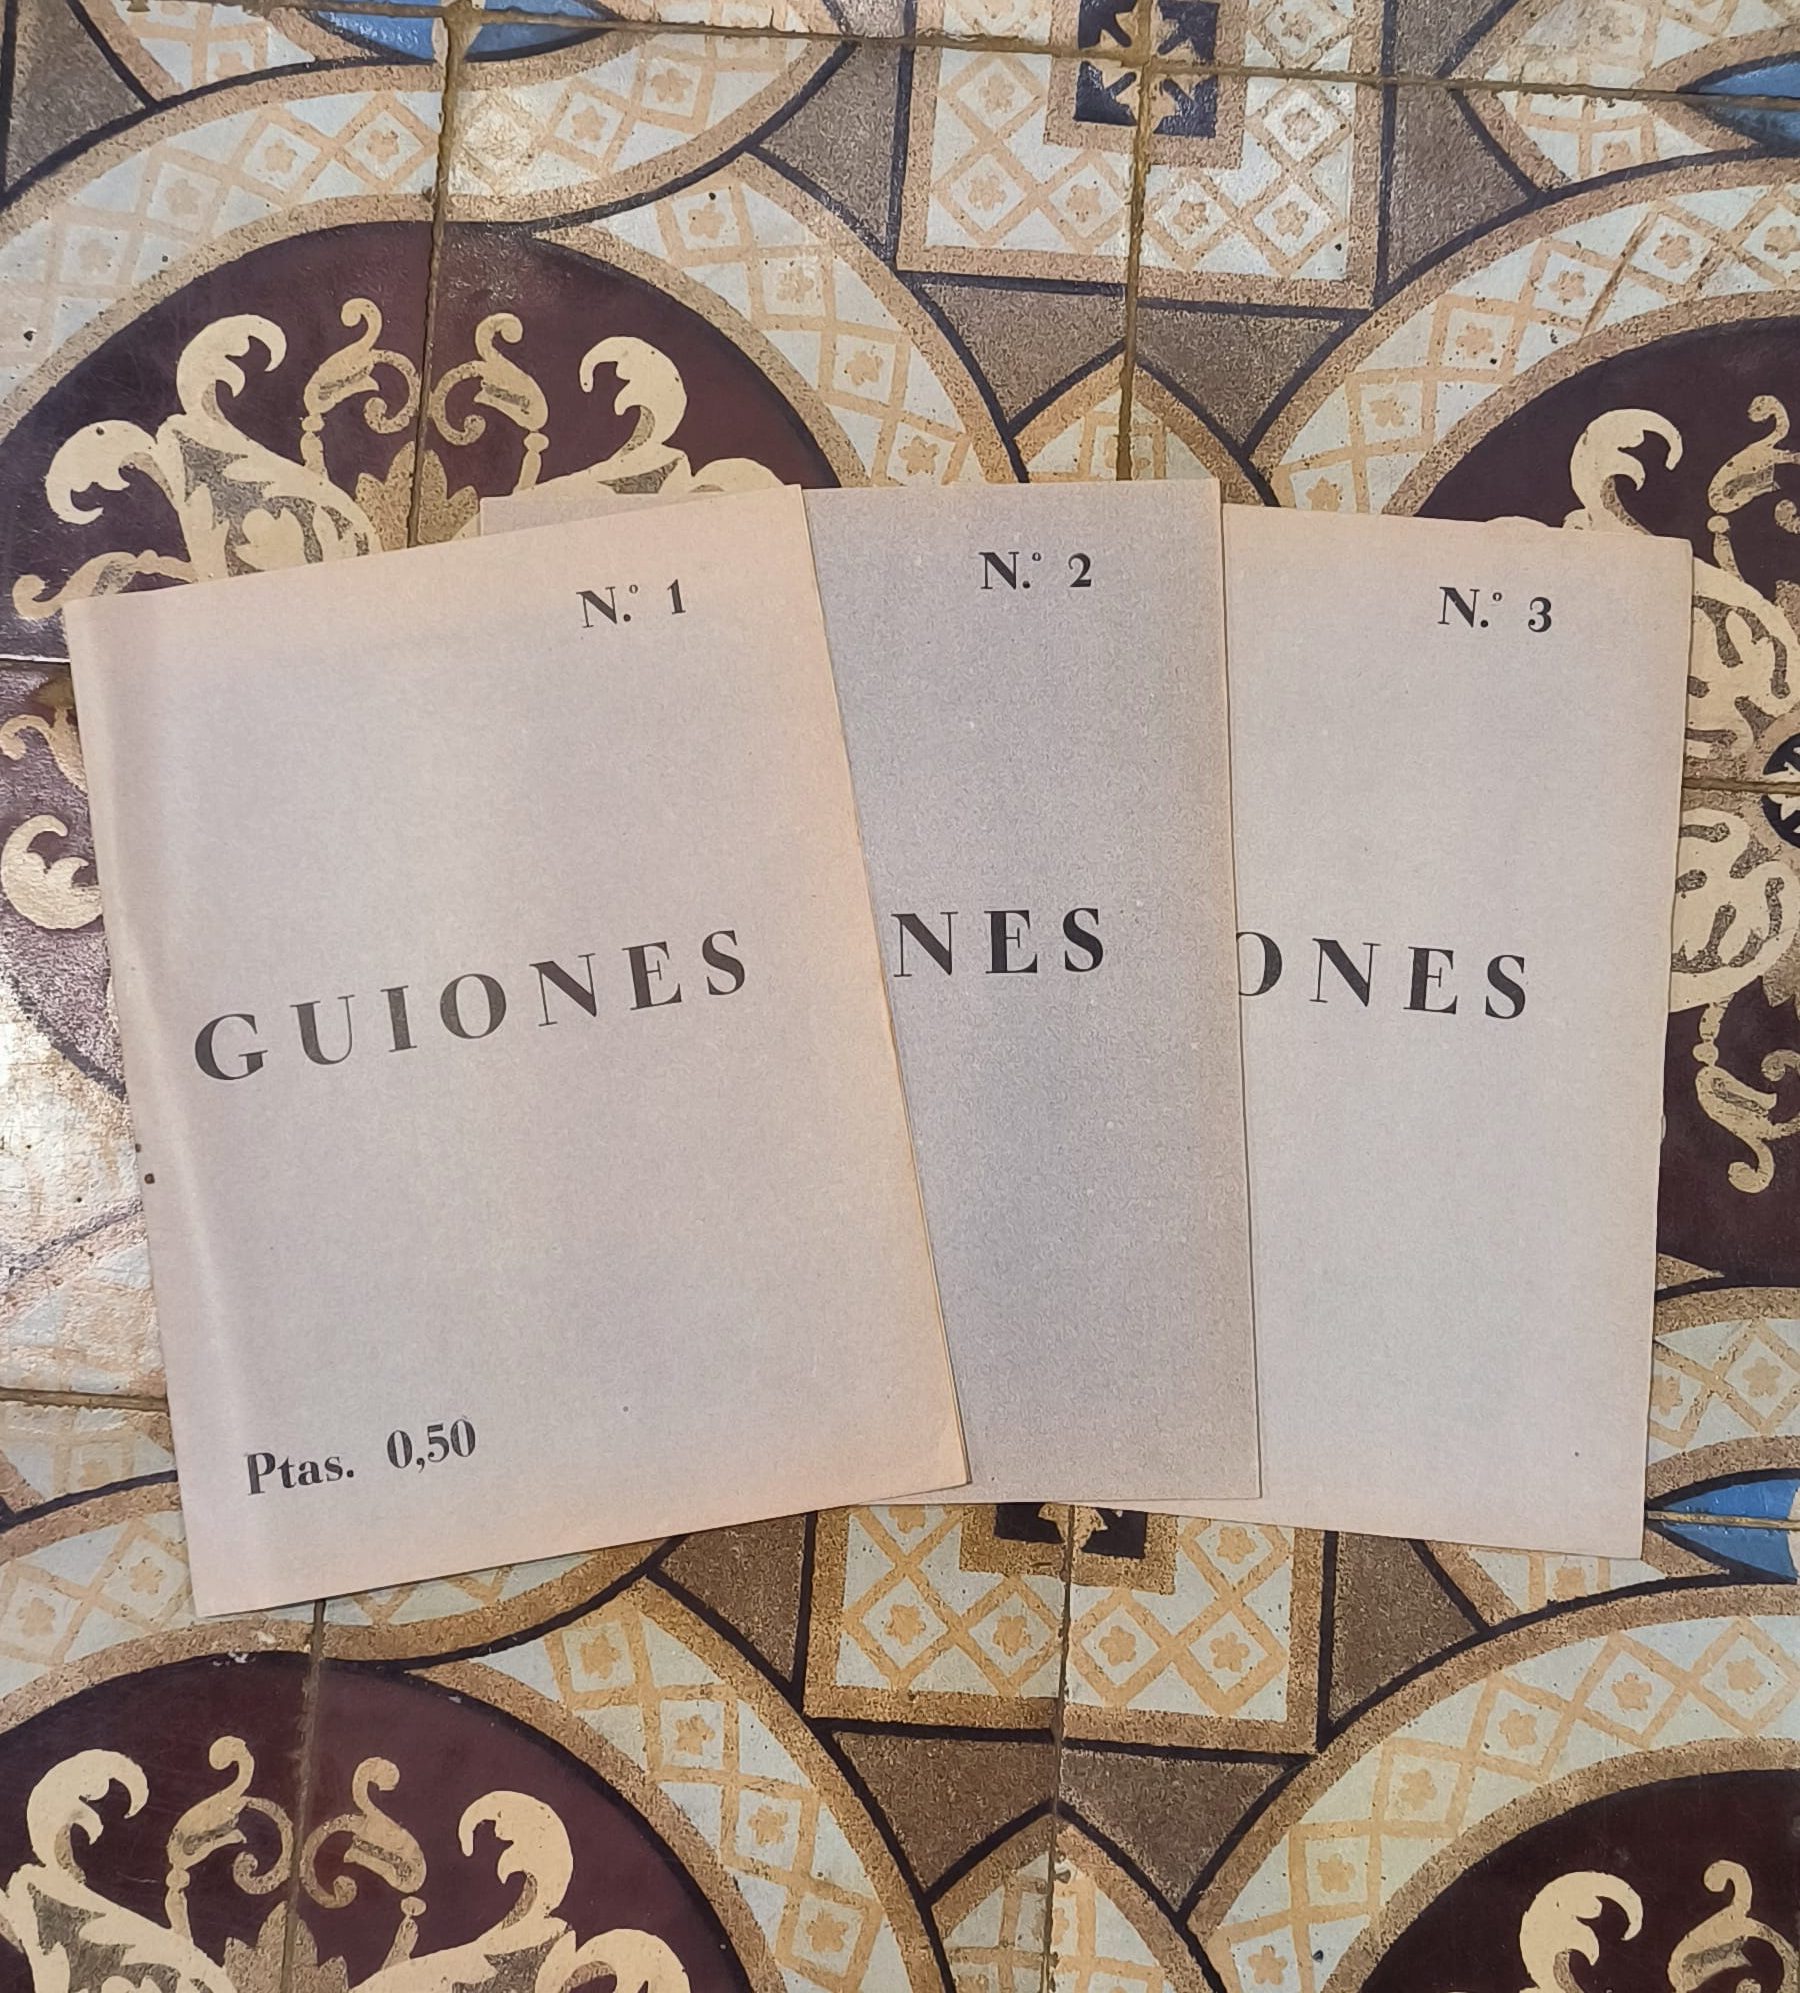 N.º 1
GUIONES
Ptas. 0,50
N.º 2
NES
N.º 3
ONES